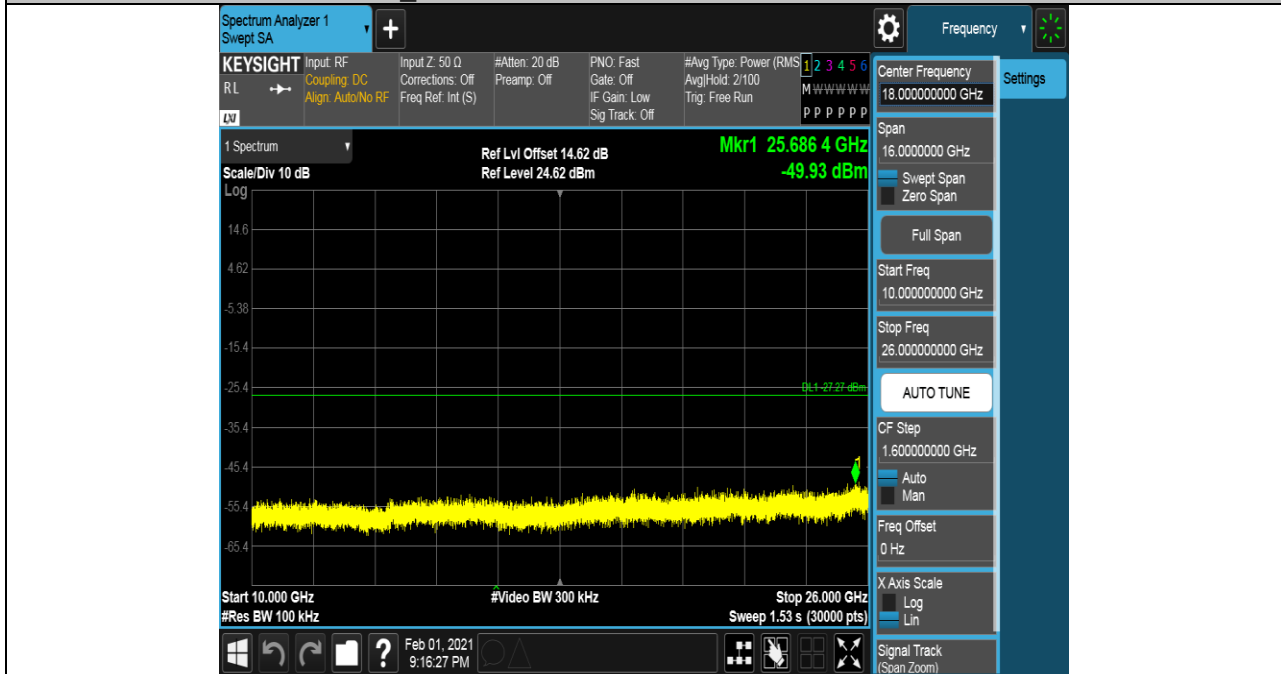 Spectrum Analyzer 1
Swept SA
+
Frequency
KEYSIGHT
RL
LXI
Input: RF
Coupling: DC
Align: Auto/No RF
Input Z: 50 Ω
Corrections: Off
Freq Ref: Int (S)
#Atten: 20 dB
Preamp: Off
PNO: Fast
Gate: Off
IF Gain: Low
Sig Track: Off
#Avg Type: Power (RMS
Avg|Hold: 2/100
Trig: Free Run
1 2 3 4 5 6
M W W W W W
P P P P P P
1 Spectrum
Scale/Div 10 dB
Ref Lvl Offset 14.62 dB
Ref Level 24.62 dBm
Mkr1 25.686 4 GHz
-49.93 dBm
Log
14.6
4.62
-5.38
-15.4
-25.4
DL1 -27.27 dBm
-35.4
-45.4
1
-55.4
-65.4
Start 10.000 GHz
#Video BW 300 kHz
Stop 26.000 GHz
#Res BW 100 kHz
Sweep 1.53 s (30000 pts)
?
Feb 01, 2021
9:16:27 PM
Center Frequency
18.000000000 GHz
Settings
Span
16.0000000 GHz
Swept Span
Zero Span
Full Span
Start Freq
10.000000000 GHz
Stop Freq
26.000000000 GHz
AUTO TUNE
CF Step
1.600000000 GHz
Auto
Man
Freq Offset
0 Hz
X Axis Scale
Log
Lin
Signal Track
(Span Zoom)